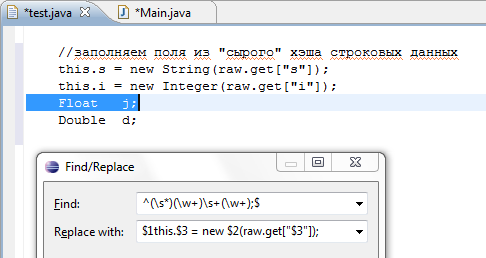 *test.java
*Main.java
//заполняем поля из "сырого" хэша строковых данных
this.s = new String(raw.get["s"]);
this.i = new Integer(raw.get["i"]);
Float   j;
Double  d;
Find/Replace
Find:
^(\s*)(\w+)\s+(\w+);$
Replace with:
$1this.$3 = new $2(raw.get["$3"]);